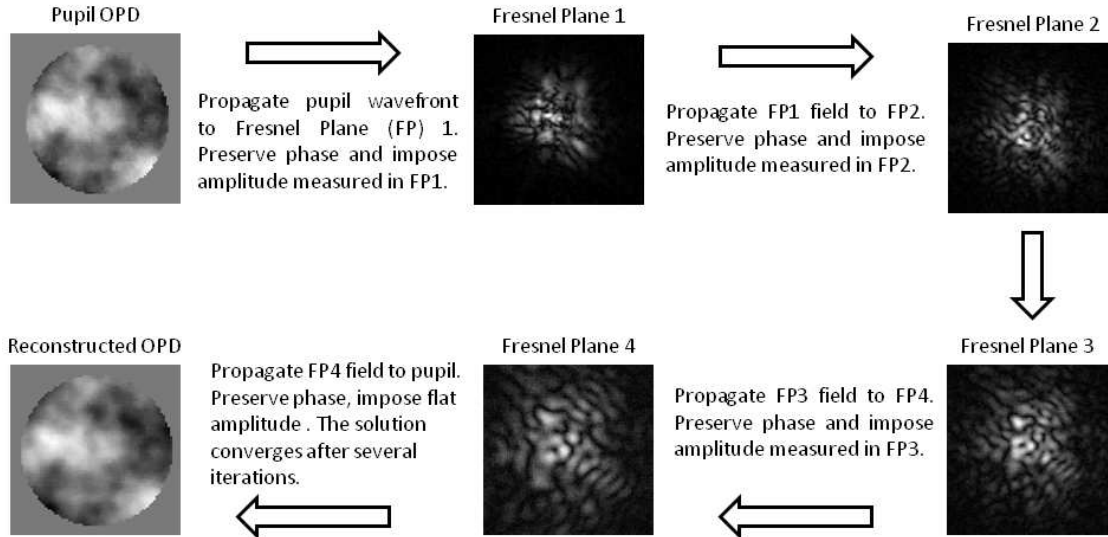 Pupil OPD
Fresnel Plane 1
Fresnel Plane 2
Propagate pupil wavefront
to Fresnel Plane (FP) 1.
Preserve phase and impose
amplitude measured in FP1.
Propagate FP1 field to FP2.
Preserve phase and impose
amplitude measured in FP2.
Reconstructed OPD
Fresnel Plane 4
Fresnel Plane 3
Propagate FP4 field to pupil.
Preserve phase, impose flat
amplitude . The solution
converges after several
iterations.
Propagate FP3 field to FP4.
Preserve phase and impose
amplitude measured in FP3.